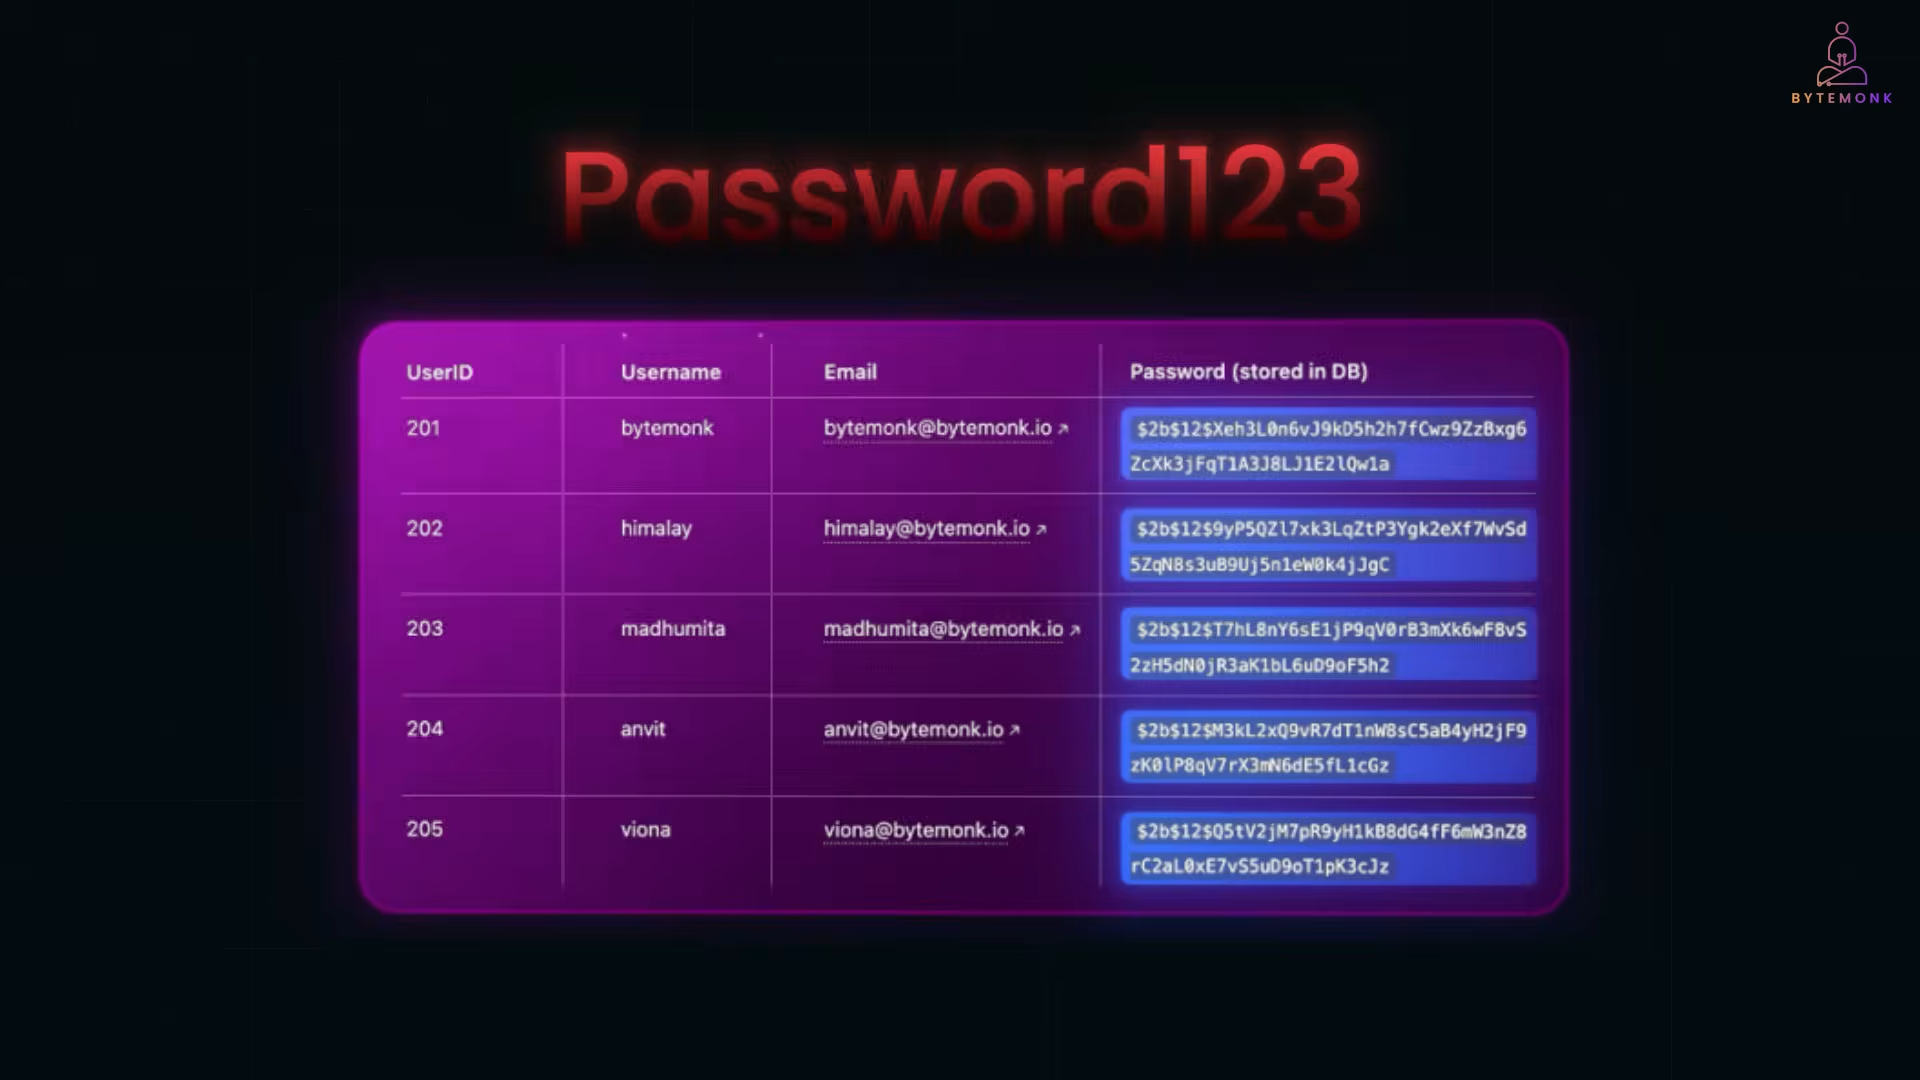 BYTEMONK
Password123
UserID Username Email Password (stored in DB)
201 bytemonk bytemonk@bytemonk.io ↗ $2b$12$Xeh3L0n6vJ9kD5h2h7fCwz9ZzBxg6
ZcXk3jFqT1A3J8LJ1E2lQw1a
202 himalay himalay@bytemonk.io ↗ $2b$12$9yP5QZl7xk3LqZtP3Ygk2eXf7WvSd
5ZqN8s3uB9Uj5n1eW0k4jJgC
203 madhumita madhumita@bytemonk.io ↗ $2b$12$T7hL8nY6sE1jP9qV0rB3mXk6wF8vS
2zH5dN0jR3aK1bL6uD9oF5h2
204 anvit anvit@bytemonk.io ↗ $2b$12$M3kL2xQ9vR7dT1nW8sC5aB4yH2jF9
zK0lP8qV7rX3mN6dE5fL1cGz
205 viona viona@bytemonk.io ↗ $2b$12$Q5tV2jM7pR9yH1kB8dG4fF6mW3nZ8
rC2aL0xE7vS5uD9oT1pK3cJz